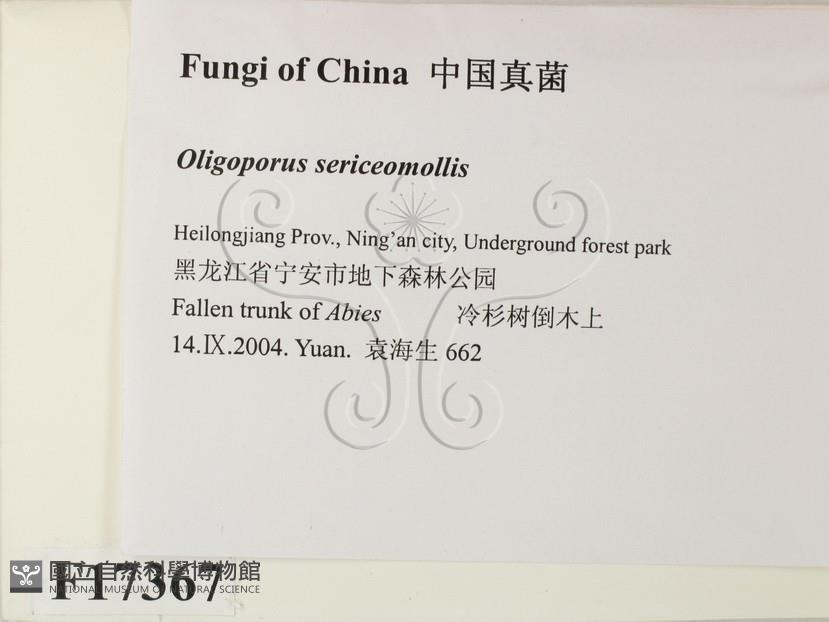 Fungi of China 中国真菌
Oligoporus sericeomollis
Heilongjiang Prov., Ning'an city, Underground forest park
黑龙江省宁安市地下森林公园
Fallen trunk of Abies 冷杉树倒木上
14.Ⅸ.2004. Yuan. 袁海生 662
F17367
國立自然科學博物館
NATIONAL MUSEUM OF NATURAL SCIENCE